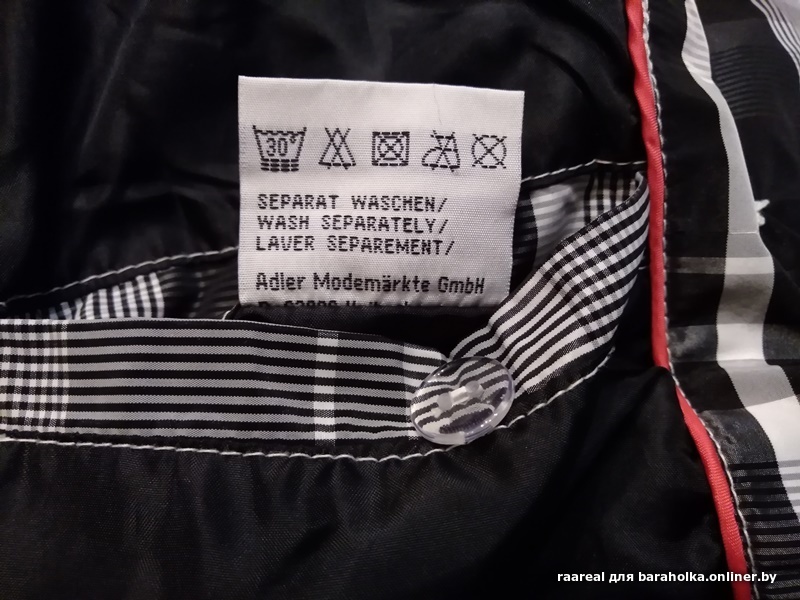 30°
SEPARAT WASCHEN/
WASH SEPARATELY/
LAVER SEPAREMENT/
Adler Modemärkte GmbH
raareal для baraholka.onliner.by